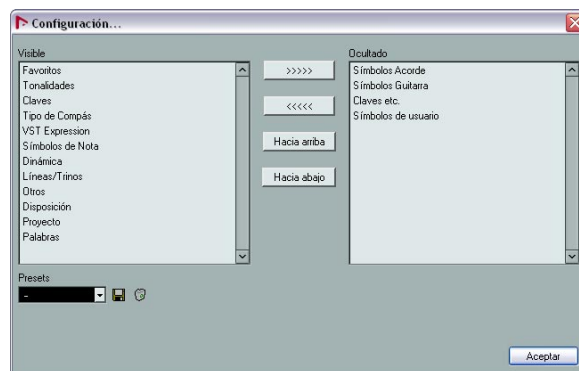 Configuración...
Visible
Favoritos
Tonalidades
Claves
Tipo de Compás
VST Expression
Símbolos de Nota
Dinámica
Líneas/Trinos
Otros
Disposición
Proyecto
Palabras
>>>>>
<<<<<
Hacia arriba
Hacia abajo
Ocultado
Símbolos Acorde
Símbolos Guitarra
Claves etc.
Símbolos de usuario
Presets
-
Aceptar